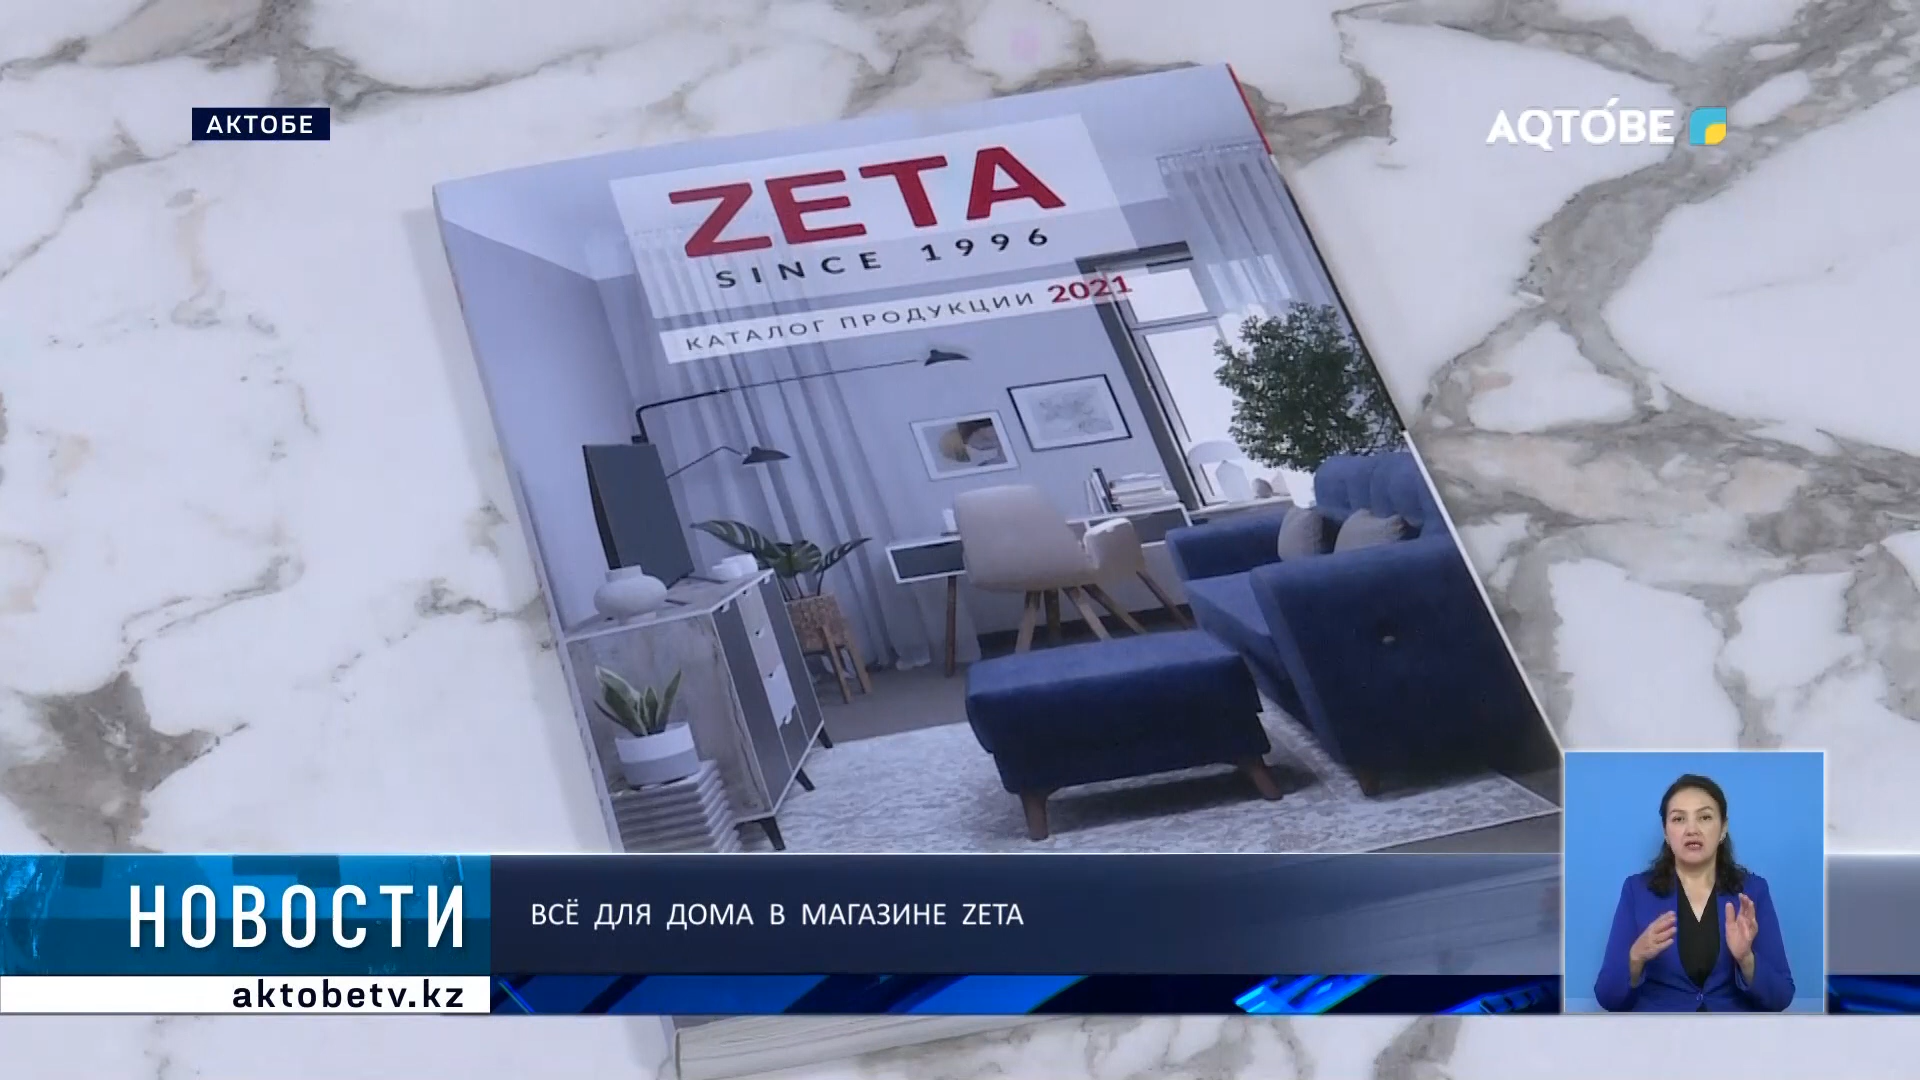 АКТОБЕ
AQTÓBE
ZETA
SINCE 1996
КАТАЛОГ ПРОДУКЦИИ 2021
НОВОСТИ
ВСЁ ДЛЯ ДОМА В МАГАЗИНЕ ZETA
aktobetv.kz